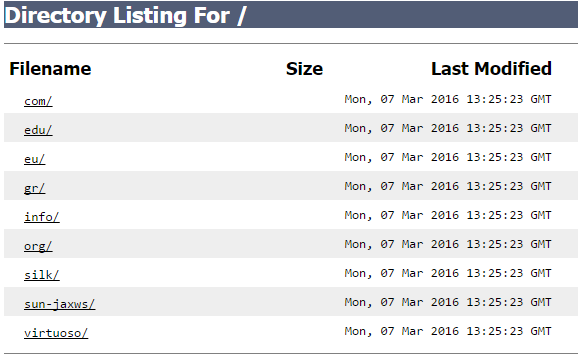 Directory Listing For /
Filename Size Last Modified
com/ Mon, 07 Mar 2016 13:25:23 GMT
edu/ Mon, 07 Mar 2016 13:25:23 GMT
eu/ Mon, 07 Mar 2016 13:25:23 GMT
gr/ Mon, 07 Mar 2016 13:25:23 GMT
info/ Mon, 07 Mar 2016 13:25:23 GMT
org/ Mon, 07 Mar 2016 13:25:23 GMT
silk/ Mon, 07 Mar 2016 13:25:23 GMT
sun-jaxws/ Mon, 07 Mar 2016 13:25:23 GMT
virtuoso/ Mon, 07 Mar 2016 13:25:23 GMT